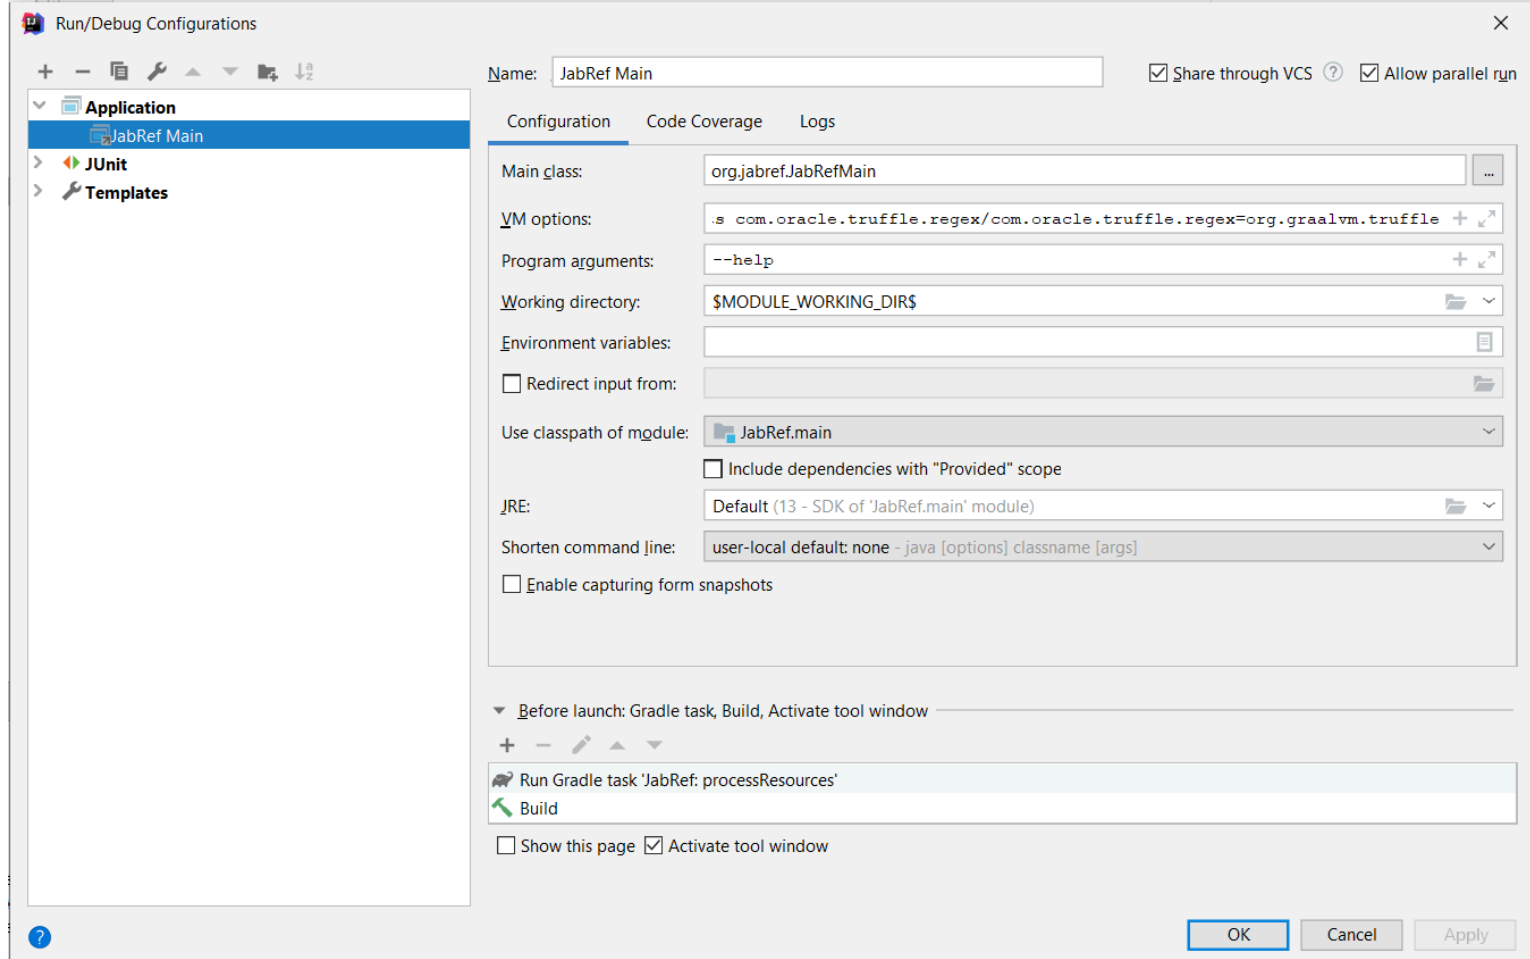 Run/Debug Configurations
Name: JabRef Main
Share through VCS ? Allow parallel run
Application
JabRef Main
JUnit
Templates
Configuration Code Coverage Logs
Main class: org.jabref.JabRefMain ...
VM options: s com.oracle.truffle.regex/com.oracle.truffle.regex=org.graalvm.truffle
Program arguments: --help
Working directory: $MODULE_WORKING_DIR$
Environment variables:
Redirect input from:
Use classpath of module: JabRef.main
Include dependencies with "Provided" scope
JRE: Default (13 - SDK of 'JabRef.main' module)
Shorten command line: user-local default: none - java [options] classname [args]
Enable capturing form snapshots
Before launch: Gradle task, Build, Activate tool window
Run Gradle task 'JabRef: processResources'
Build
Show this page Activate tool window
? OK Cancel Apply